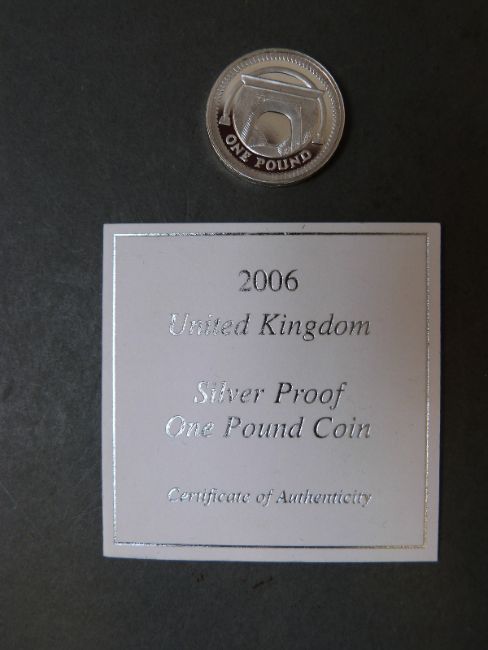 ONE POUND
2006
United Kingdom
Silver Proof
One Pound Coin
Certificate of Authenticity